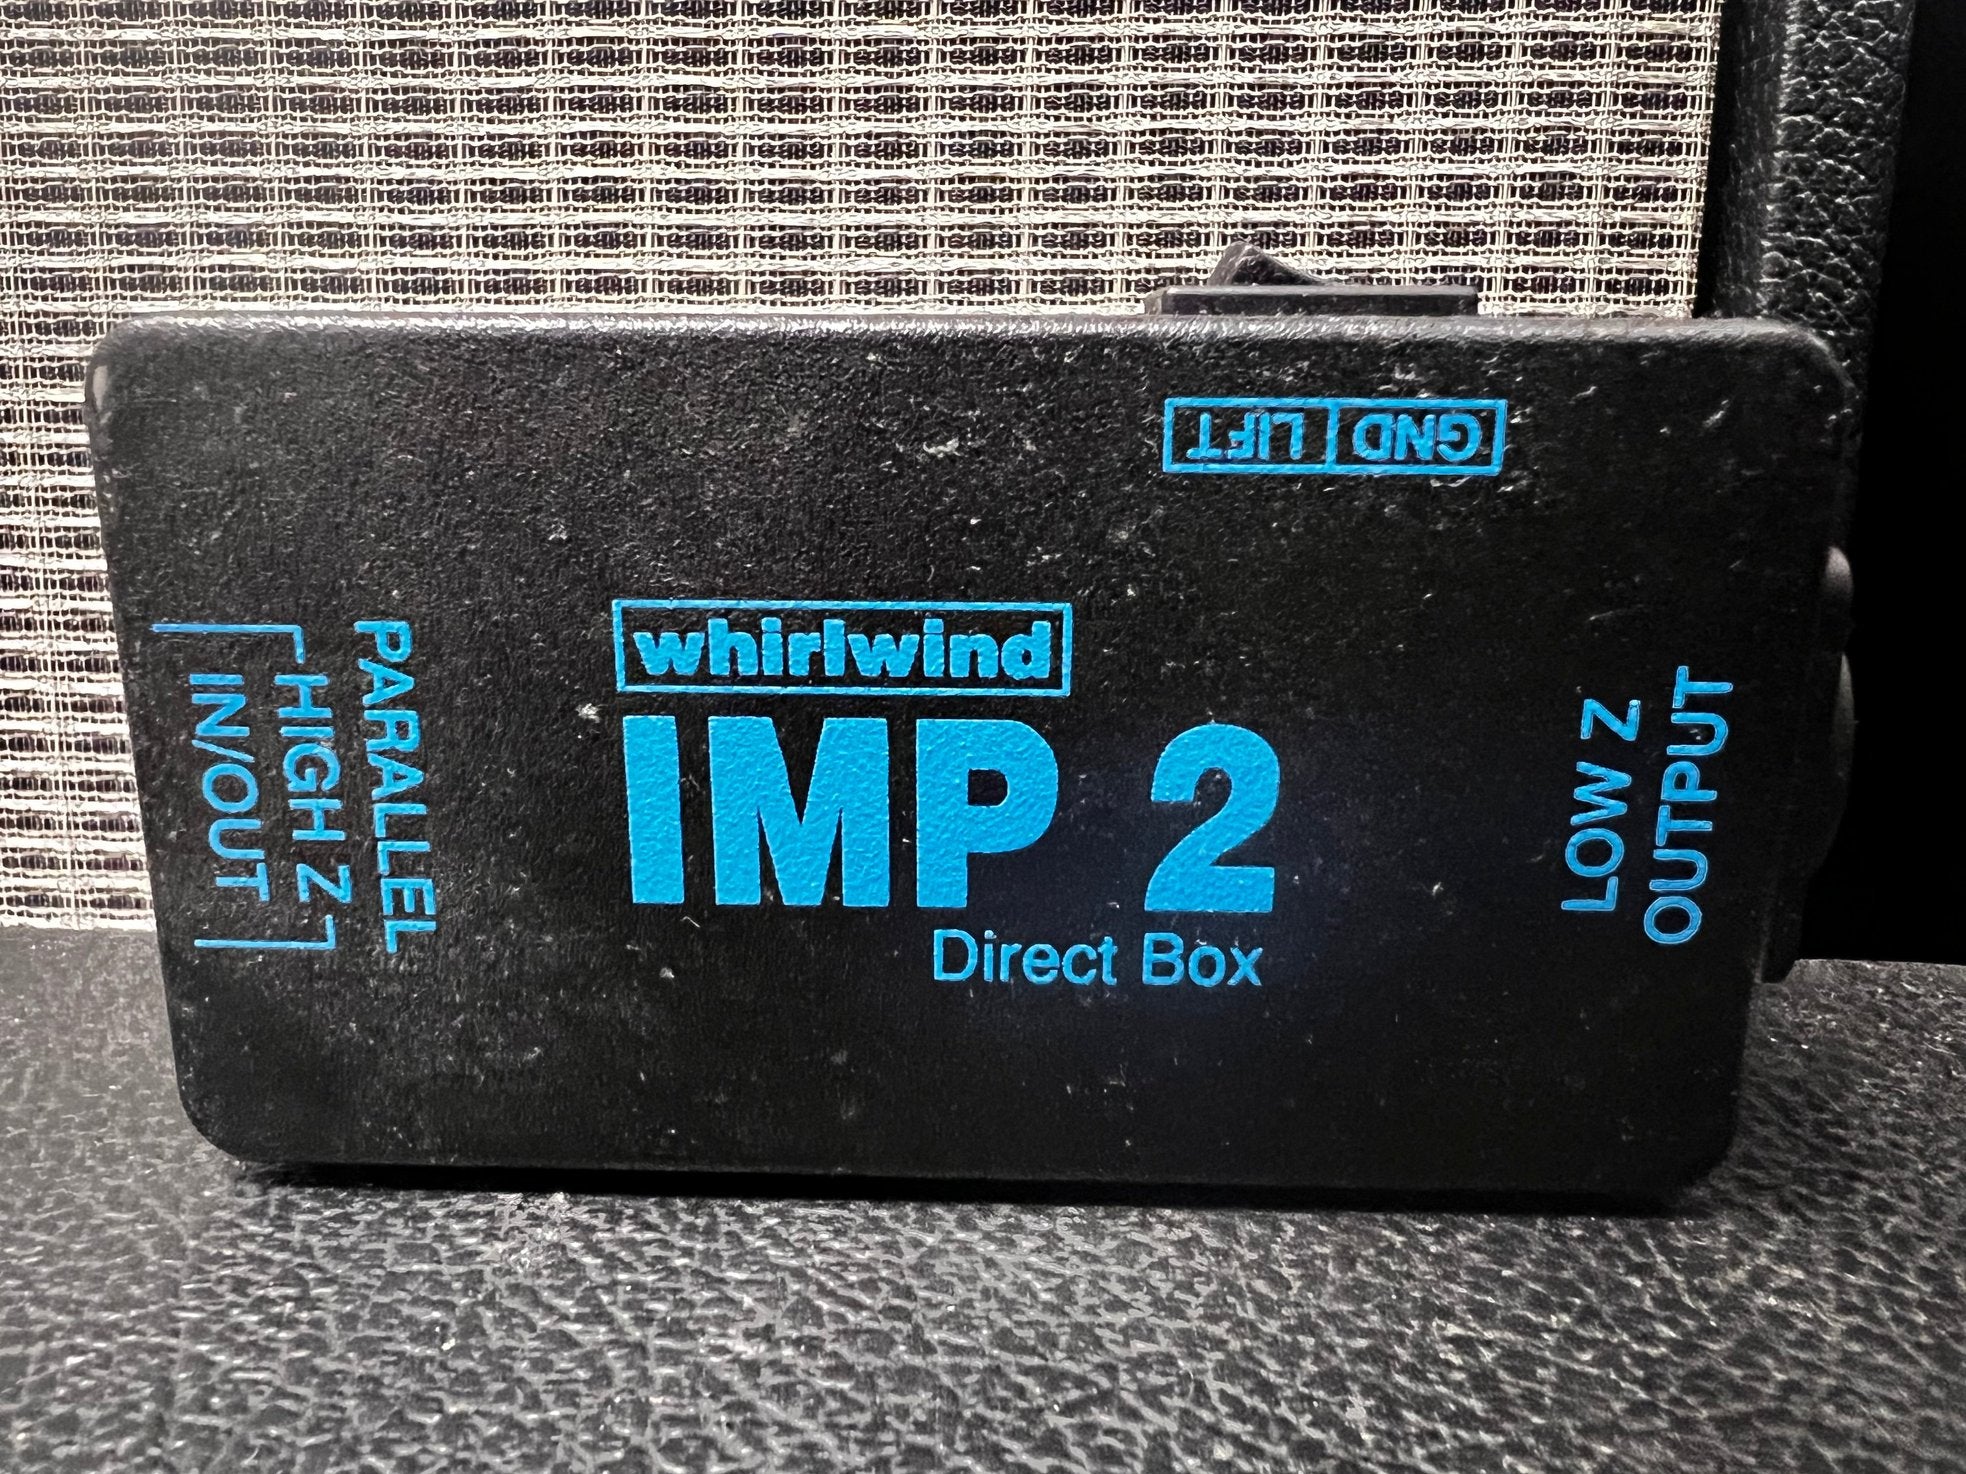 GND LIFT
whirlwind
IMP 2
Direct Box
PARALLEL
HIGH Z
IN/OUT
LOW Z
OUTPUT